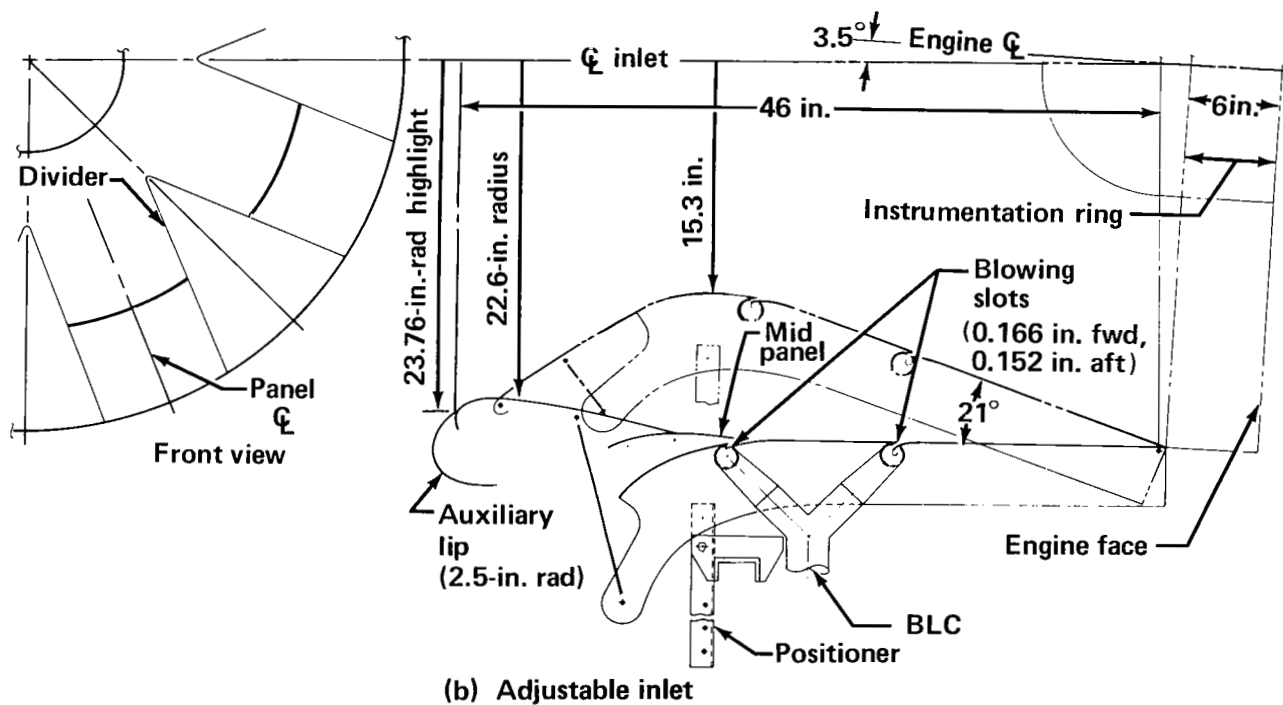 3.5° Engine ℄
℄ inlet
46 in.
6in.
Divider
Instrumentation ring
23.76-in.-rad highlight
22.6-in. radius
15.3 in.
Blowing
slots
(0.166 in. fwd,
0.152 in. aft)
Mid
panel
Panel
℄
21°
Front view
Auxiliary
lip
(2.5-in. rad)
Engine face
BLC
Positioner
(b) Adjustable inlet